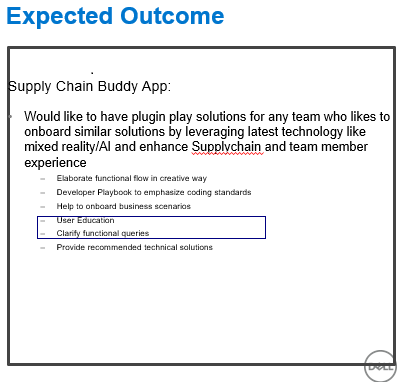 Expected Outcome
Supply Chain Buddy App:
Would like to have plugin play solutions for any team who likes to
onboard similar solutions by leveraging latest technology like
mixed reality/AI and enhance Supplychain and team member
experience
– Elaborate functional flow in creative way
– Developer Playbook to emphasize coding standards
– Help to onboard business scenarios
– User Education
– Clarify functional queries
– Provide recommended technical solutions
DELL